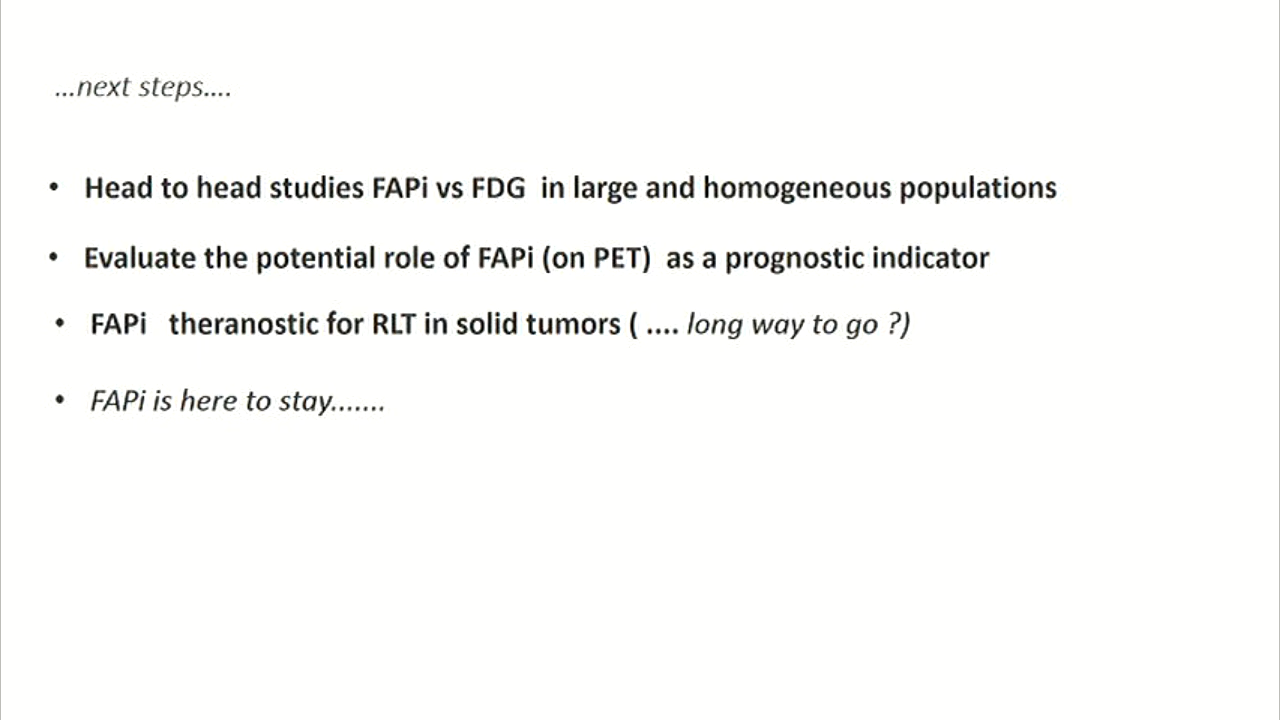 ...next steps....
• Head to head studies FAPi vs FDG in large and homogeneous populations
• Evaluate the potential role of FAPi (on PET) as a prognostic indicator
• FAPi theranostic for RLT in solid tumors ( .... long way to go ?)
• FAPi is here to stay.......